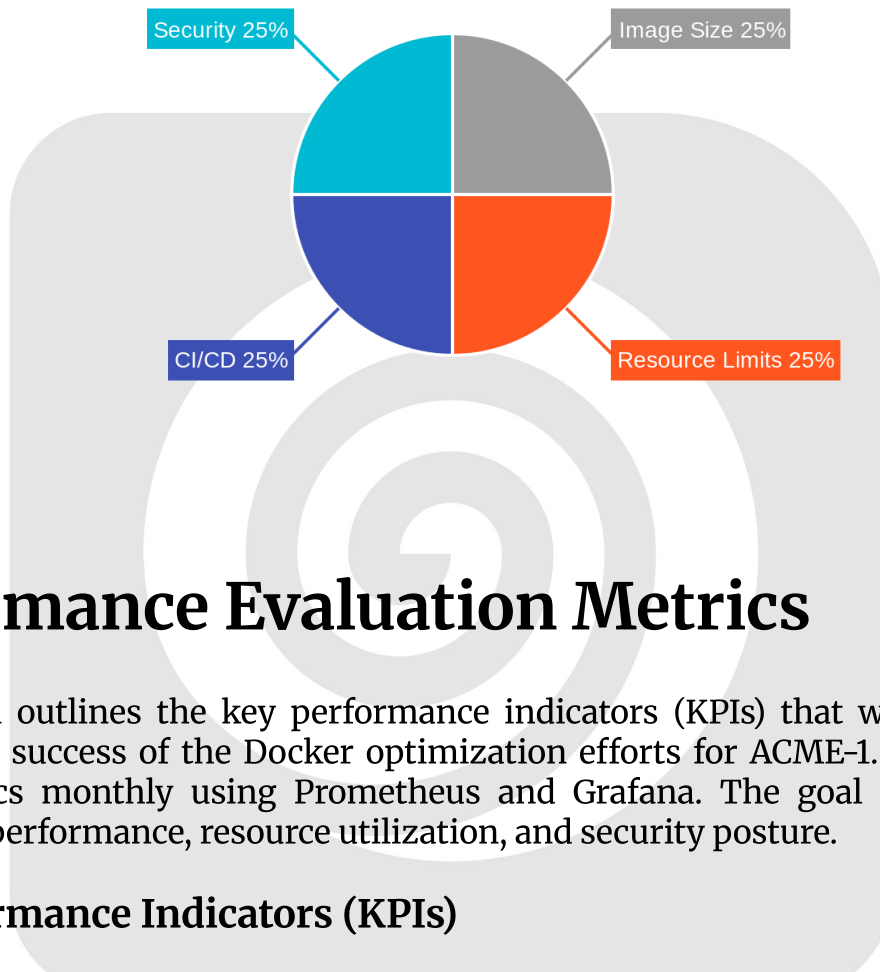 Security 25%
Image Size 25%
CI/CD 25%
Resource Limits 25%
mance Evaluation Metrics
outlines the key performance indicators (KPIs) that
success of the Docker optimization efforts for ACME-1.
cs monthly using Prometheus and Grafana. The goal
performance, resource utilization, and security posture.
rmance Indicators (KPIs)